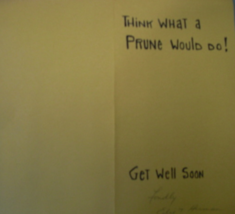 THINK WHAT A
PRUNE WOULD DO!
GET WELL SOON